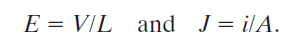 E = V/L and J = i/A.